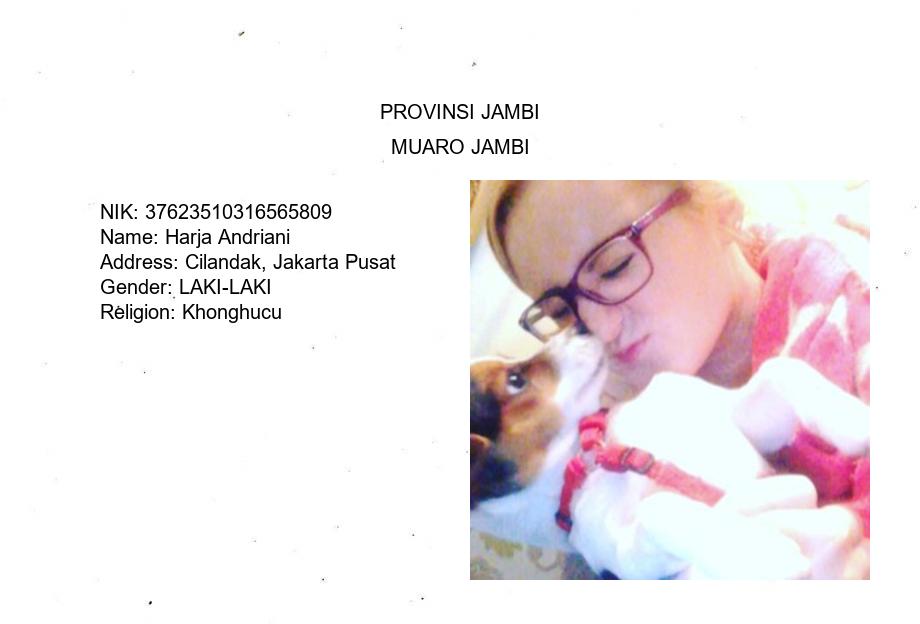 PROVINSI JAMBI
MUARO JAMBI
NIK: 37623510316565809
Name: Harja Andriani
Address: Cilandak, Jakarta Pusat
Gender: LAKI-LAKI
Religion: Khonghucu